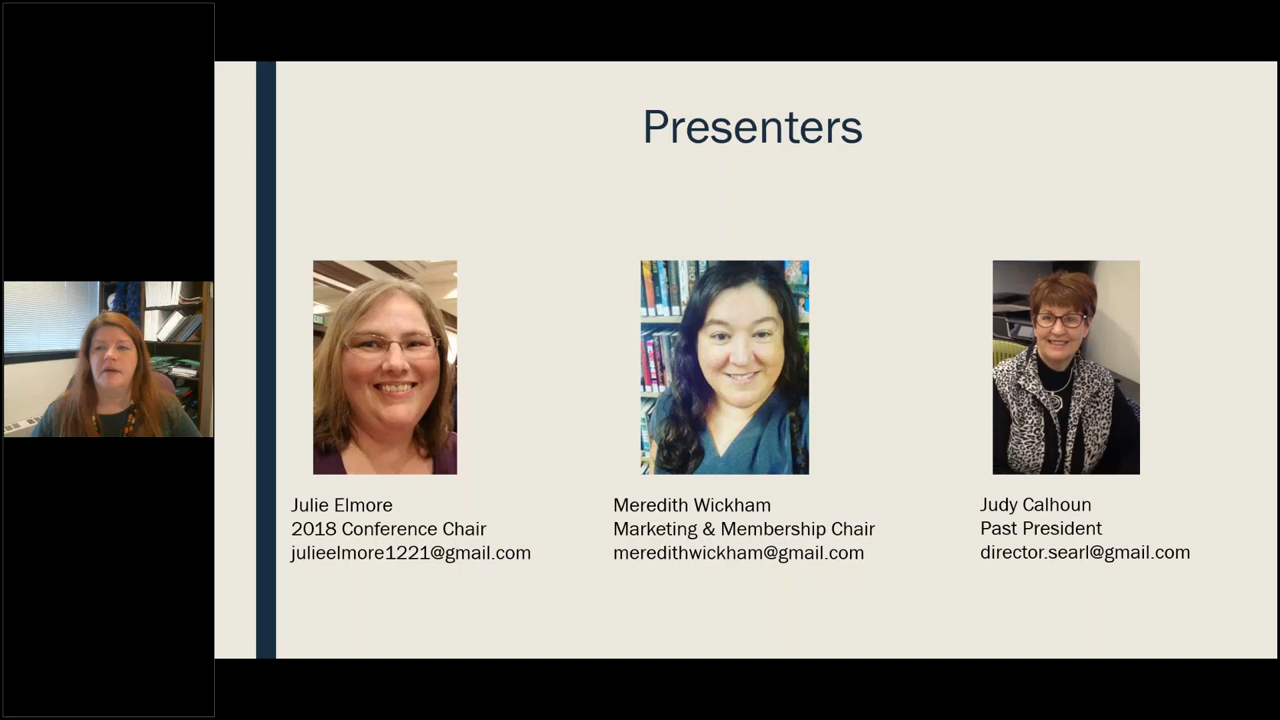 Presenters
Julie Elmore
2018 Conference Chair
julieelmore1221@gmail.com
Meredith Wickham
Marketing & Membership Chair
meredithwickham@gmail.com
Judy Calhoun
Past President
director.searl@gmail.com